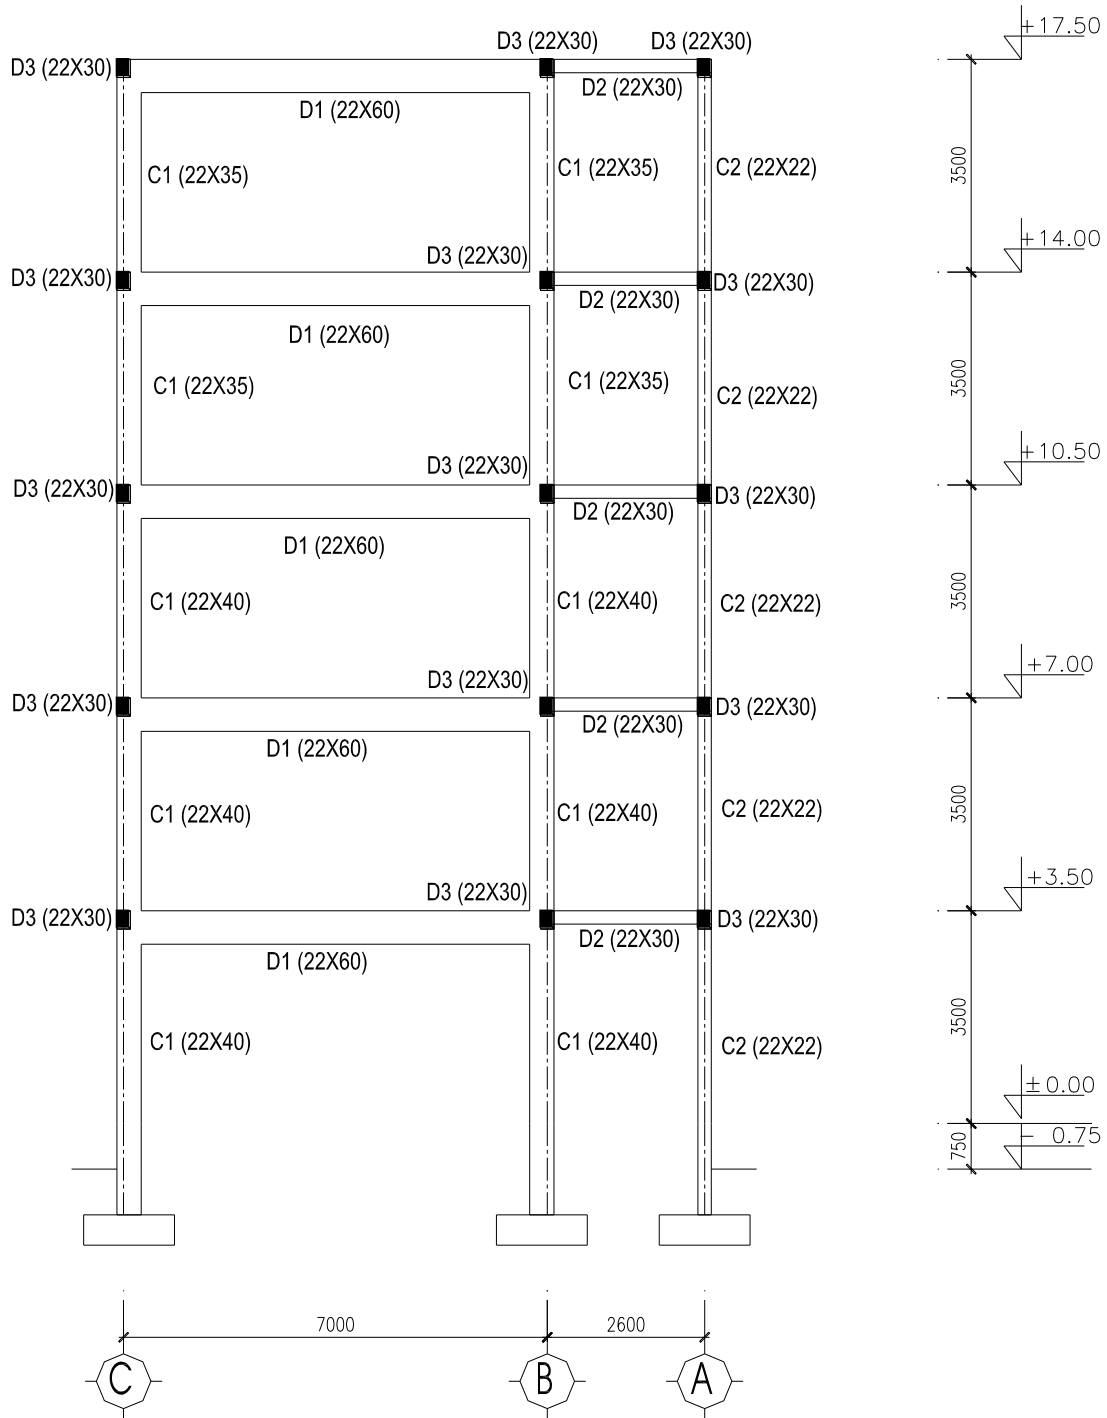 +17.50
D3 (22X30) D3 (22X30)
D3 (22X30)
D2 (22X30)
D1 (22X60)
C1 (22X35) C1 (22X35) C2 (22X22)
3500
+14.00
D3 (22X30)
D3 (22X30) D3 (22X30)
D2 (22X30)
D1 (22X60)
C1 (22X35) C1 (22X35) C2 (22X22)
3500
+10.50
D3 (22X30)
D3 (22X30) D3 (22X30)
D2 (22X30)
D1 (22X60)
C1 (22X40) C1 (22X40) C2 (22X22)
3500
+7.00
D3 (22X30)
D3 (22X30) D3 (22X30)
D2 (22X30)
D1 (22X60)
C1 (22X40) C1 (22X40) C2 (22X22)
3500
+3.50
D3 (22X30)
D3 (22X30) D3 (22X30)
D2 (22X30)
D1 (22X60)
C1 (22X40) C1 (22X40) C2 (22X22)
3500
±0.00
750
- 0.75
7000 2600
C B A